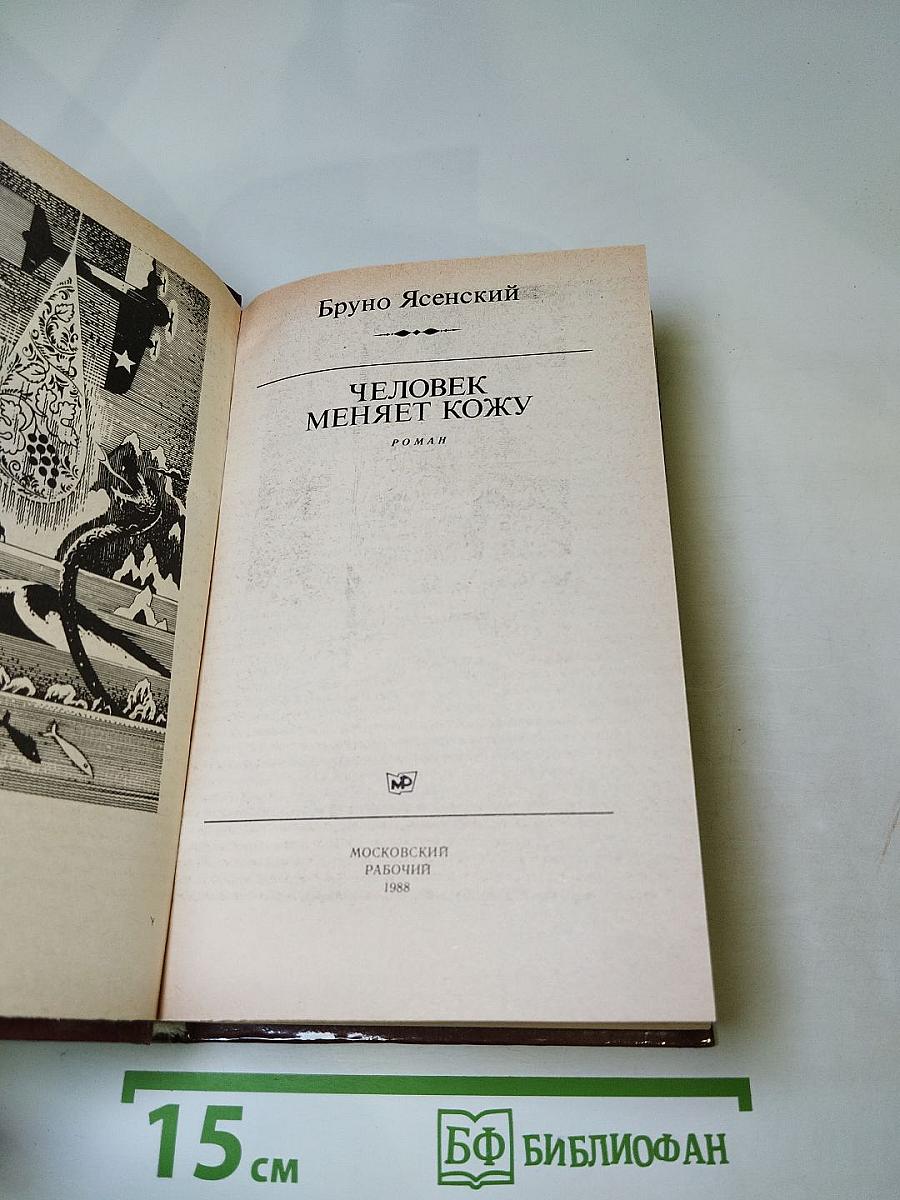 Бруно Ясенский
ЧЕЛОВЕК
МЕНЯЕТ КОЖУ
РОМАН
МР
МОСКОВСКИЙ
РАБОЧИЙ
1988
15 см
БФ БИБЛИОФАН